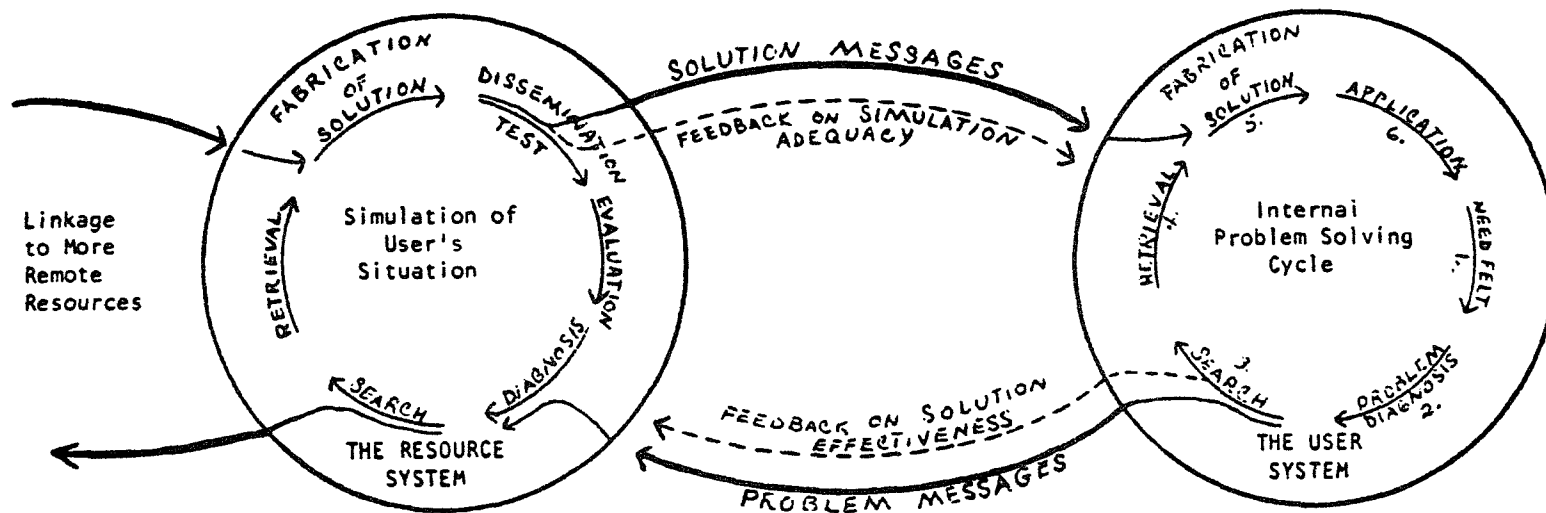 FABRICATION
OF
SOLUTION
DISSEMINATION
TEST
EVALUATION
DIAGNOSIS
SEARCH
RETRIEVAL
Simulation of
User's
Situation
THE RESOURCE
SYSTEM
Linkage
to More
Remote
Resources
SOLUTION MESSAGES
FEEDBACK ON SIMULATION
ADEQUACY
FEEDBACK ON SOLUTION
EFFECTIVENESS
PROBLEM MESSAGES
FABRICATION
OF
SOLUTION
5.
APPLICATION
6.
NEED FELT
1.
PROBLEM
DIAGNOSIS
2.
3.
SEARCH
RETRIEVAL
4.
Internal
Problem Solving
Cycle
THE USER
SYSTEM